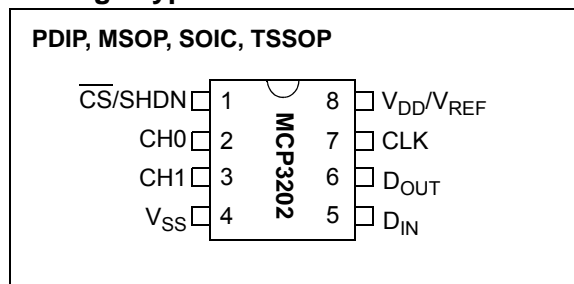 PDIP, MSOP, SOIC, TSSOP
CS/SHDN 1 8 VDD/VREF
CH0 2 7 CLK
CH1 3 6 DOUT
VSS 4 5 DIN
MCP3202